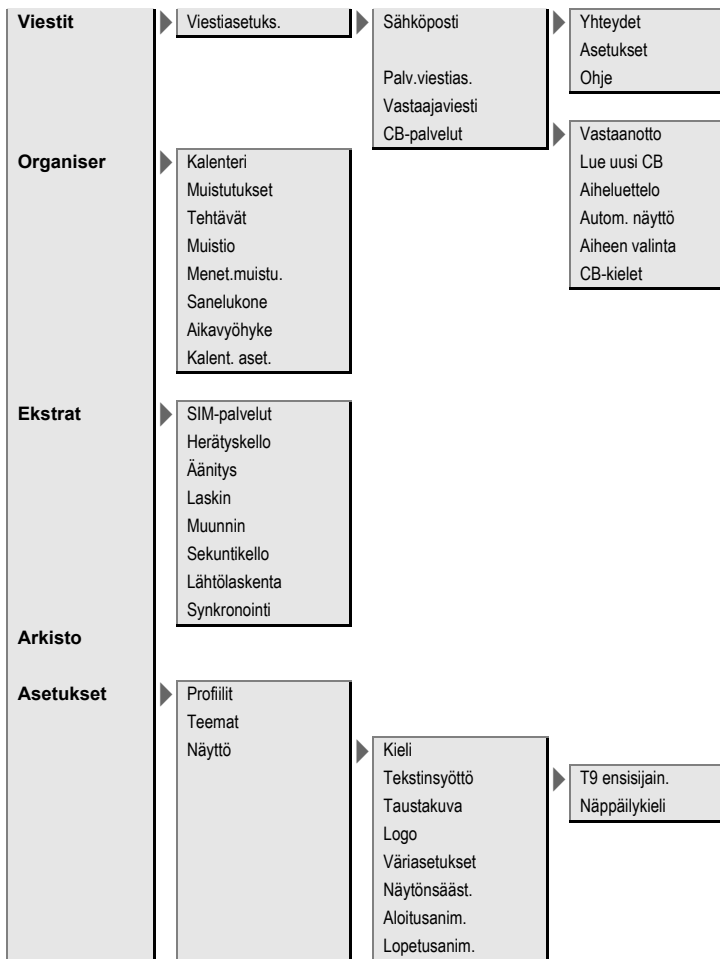 Viestit
Viestiasetuks.
Sähköposti
Yhteydet
Asetukset
Ohje
Palv.viestias.
Vastaajaviesti
CB-palvelut
Vastaanotto
Lue uusi CB
Aiheluettelo
Autom. näyttö
Aiheen valinta
CB-kielet
Organiser
Kalenteri
Muistutukset
Tehtävät
Muistio
Menet.muistu.
Sanelukone
Aikavyöhyke
Kalent. aset.
Ekstrat
SIM-palvelut
Herätyskello
Äänitys
Laskin
Muunnin
Sekuntikello
Lähtölaskenta
Synkronointi
Arkisto
Asetukset
Profiilit
Teemat
Näyttö
Kieli
Tekstinsyöttö
T9 ensisijain.
Näppäilykieli
Taustakuva
Logo
Väriasetukset
Näytönsääst.
Aloitusanim.
Lopetusanim.